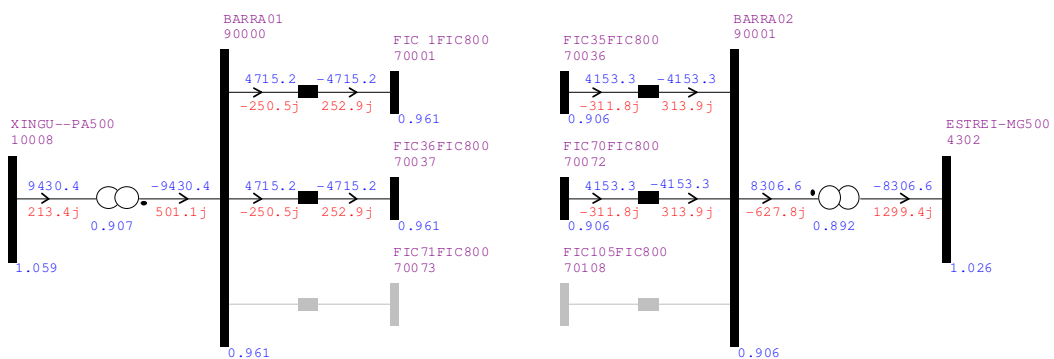 BARRA01
90000
BARRA02
90001
FIC 1FIC800
70001
FIC35FIC800
70036
4715.2
-4715.2
-250.5j
252.9j
0.961
4153.3
-4153.3
-311.8j
313.9j
0.906
XINGU--PA500
10008
ESTREI-MG500
4302
FIC36FIC800
70037
FIC70FIC800
70072
9430.4
-9430.4
213.4j
501.1j
0.907
4715.2
-4715.2
-250.5j
252.9j
0.961
4153.3
-4153.3
-311.8j
313.9j
0.906
8306.6
-8306.6
-627.8j
1299.4j
0.892
FIC71FIC800
70073
FIC105FIC800
70108
1.059
1.026
0.961
0.906